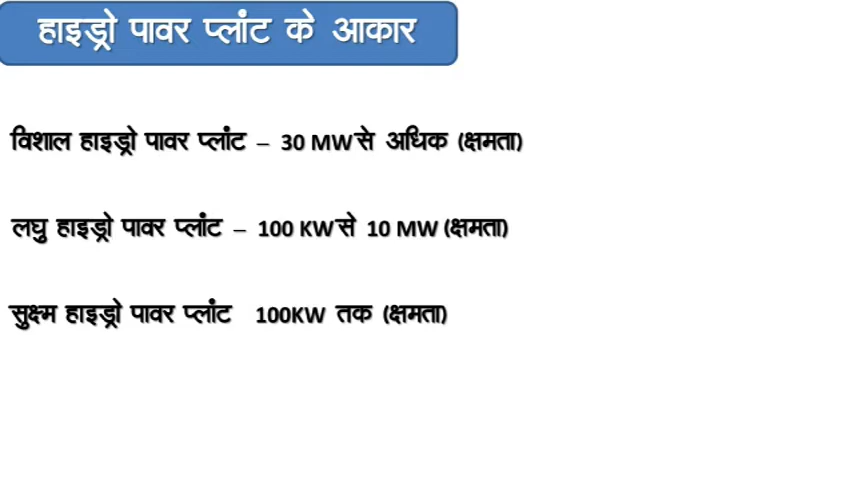 हाइड्रो पावर प्लांट के आकार
विशाल हाइड्रो पावर प्लांट – 30 MW से अधिक (क्षमता)
लघु हाइड्रो पावर प्लांट – 100 KW से 10 MW (क्षमता)
सुक्ष्म हाइड्रो पावर प्लांट 100KW तक (क्षमता)